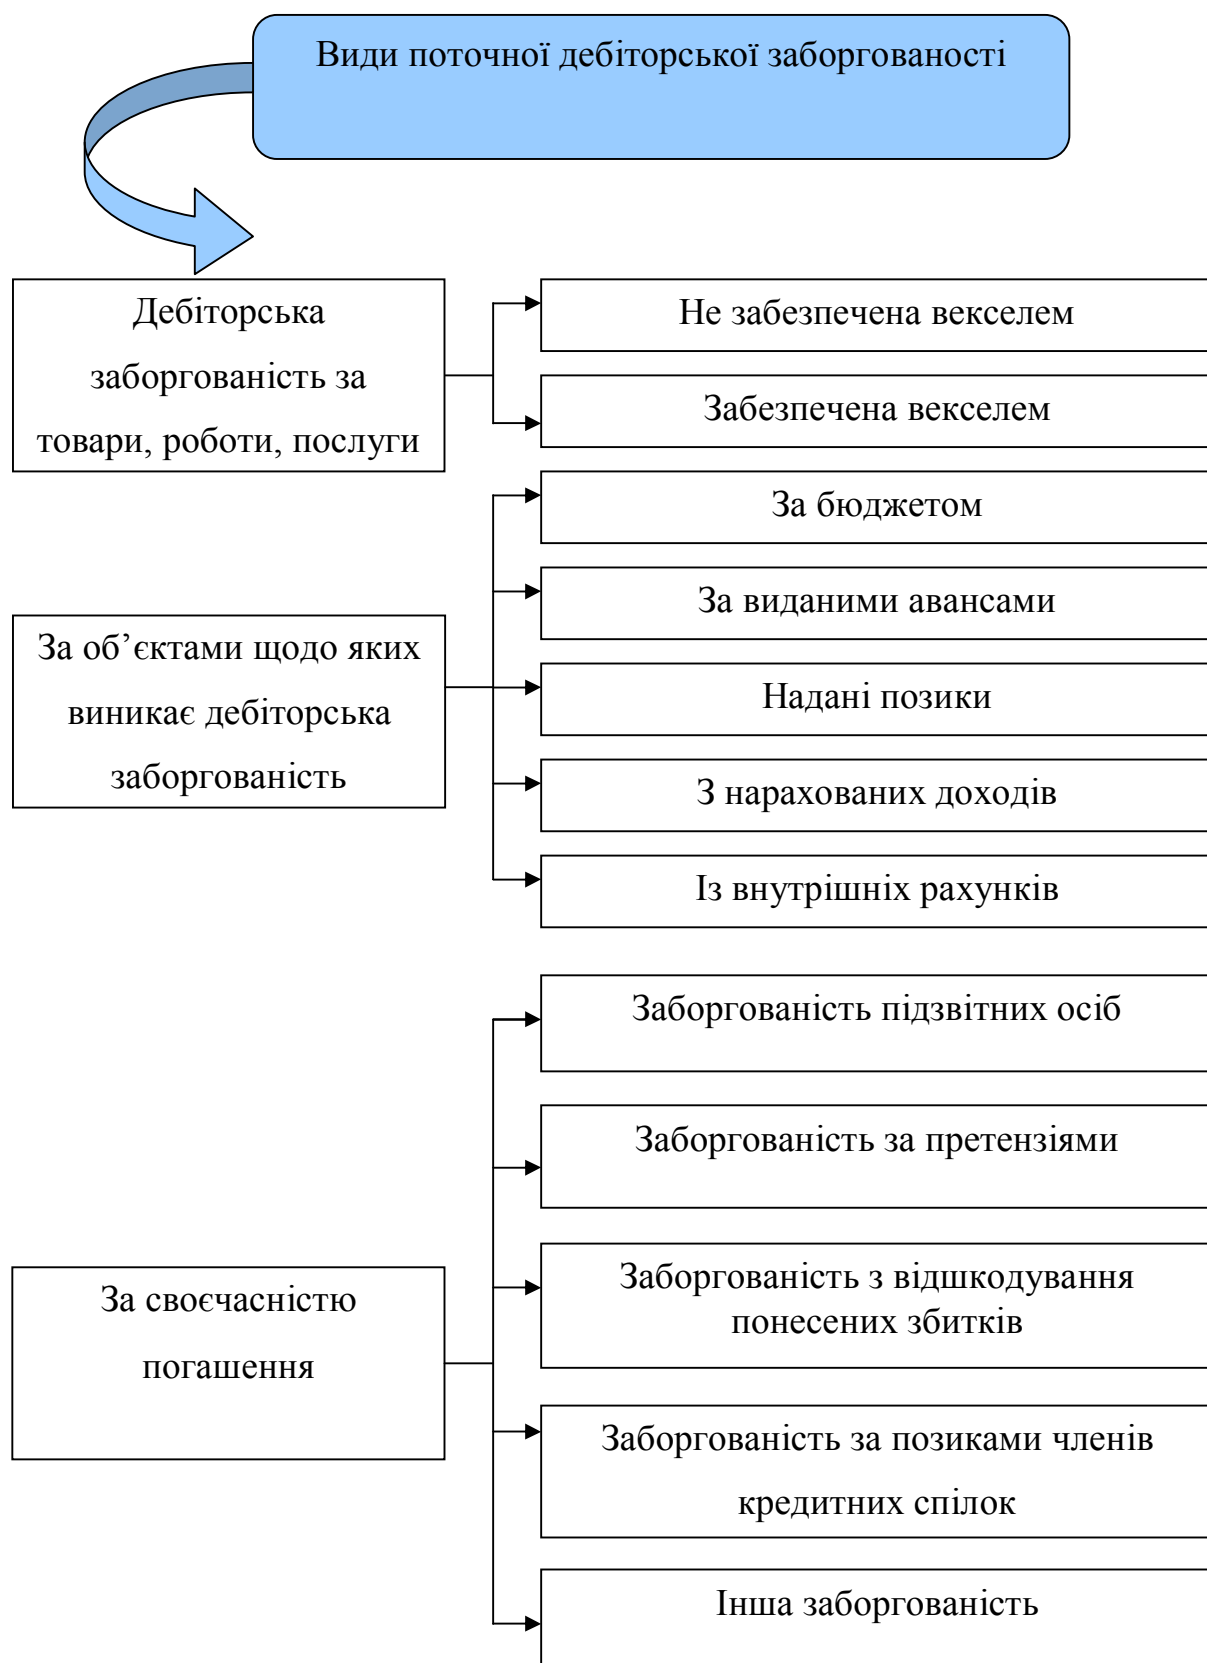 Види поточної дебіторської заборгованості
Дебіторська
заборгованість за
товари, роботи, послуги
Не забезпечена векселем
Забезпечена векселем
За об’єктами щодо яких
виникає дебіторська
заборгованість
За бюджетом
За виданими авансами
Надані позики
З нарахованих доходів
Із внутрішніх рахунків
За своєчасністю
погашення
Заборгованість підзвітних осіб
Заборгованість за претензіями
Заборгованість з відшкодування
понесених збитків
Заборгованість за позиками членів
кредитних спілок
Інша заборгованість